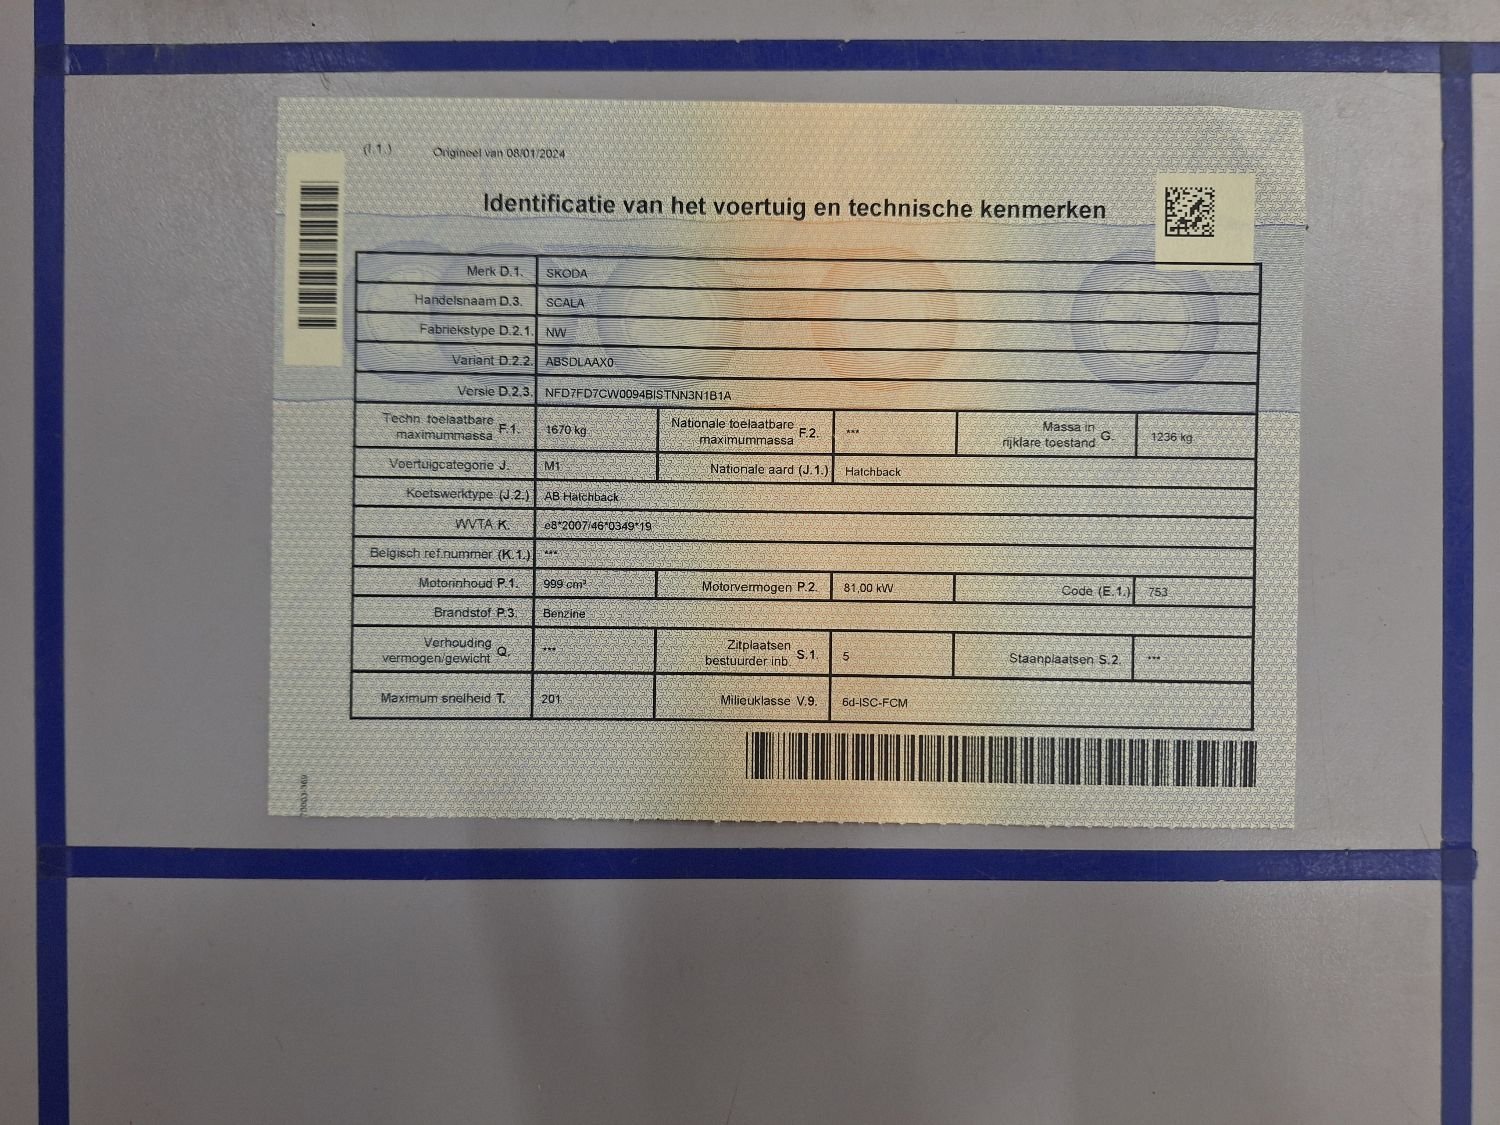 (I.1.) Origineel van 08/01/2024
Identificatie van het voertuig en technische kenmerken
Merk D.1. SKODA
Handelsnaam D.3. SCALA
Fabriekstype D.2.1. NW
Variant D.2.2. ABSDLAAX0
Versie D.2.3. NFD7FD7CW0094BISTNN3N1B1A
Techn. toelaatbare maximummassa F.1. 1670 kg Nationale toelaatbare maximummassa F.2. *** Massa in rijklare toestand G. 1236 kg
Voertuigcategorie J. M1 Nationale aard (J.1.) Hatchback
Koetswerktype (J.2.) AB Hatchback
WVTA K. e8*2007/46*0349*19
Belgisch ref.nummer (K.1.) ***
Motorinhoud P.1. 999 cm³ Motorvermogen P.2. 81,00 kW Code (E.1.) 753
Brandstof P.3. Benzine
Verhouding vermogen/gewicht Q. *** Zitplaatsen bestuurder inb. S.1. 5 Staanplaatsen S.2. ***
Maximum snelheid T. 201 Milieuklasse V.9. 6d-ISC-FCM